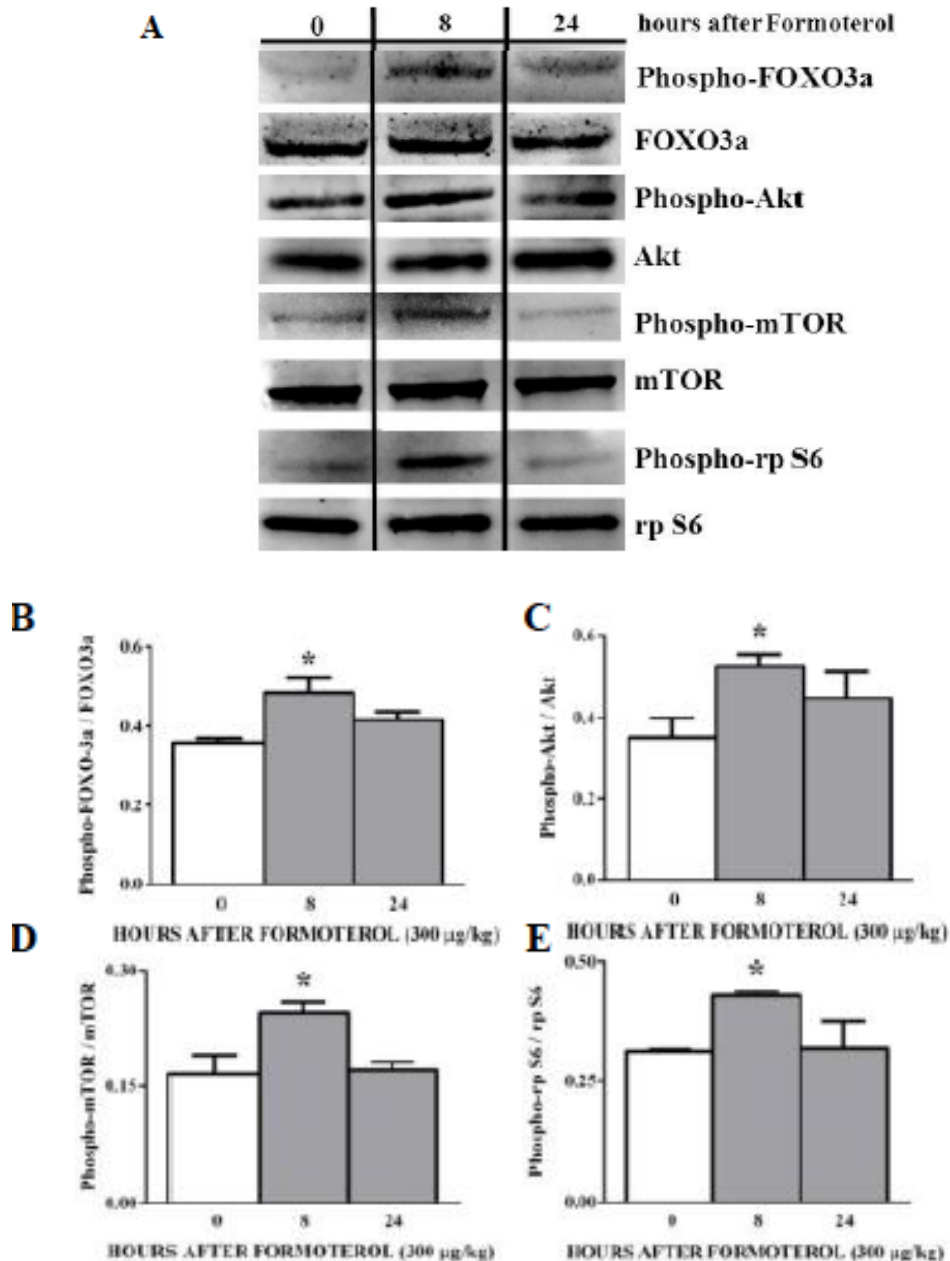 A
0 8 24 hours after Formoterol
Phospho-FOXO3a
FOXO3a
Phospho-Akt
Akt
Phospho-mTOR
mTOR
Phospho-rp S6
rp S6
B
Phospho-FOXO-3a / FOXO3a
0.6
0.4
0.2
0.0
*
0 8 24
HOURS AFTER FORMOTEROL (300 µg/kg)
C
Phospho-Akt / Akt
0.6
0.4
0.2
0.0
*
0 8 24
HOURS AFTER FORMOTEROL (300 µg/kg)
D
Phospho-mTOR / mTOR
0.30
0.15
0.00
*
0 8 24
HOURS AFTER FORMOTEROL (300 µg/kg)
E
Phospho-rp S6 / rp S6
0.50
0.25
0.00
*
0 8 24
HOURS AFTER FORMOTEROL (300 µg/kg)